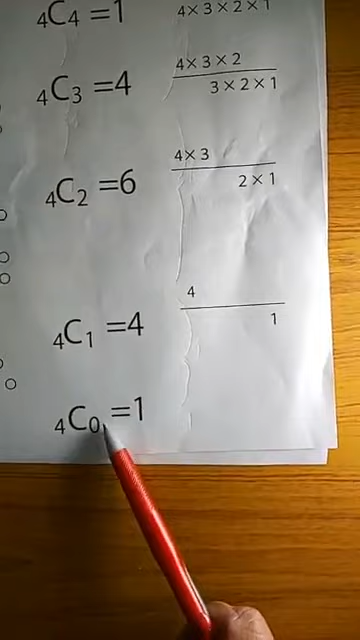 ₄C₄ = 1 4 × 3 × 2 × 1
₄C₃ = 4 4 × 3 × 2
3 × 2 × 1
₄C₂ = 6 4 × 3
2 × 1
₄C₁ = 4 4
1
₄C₀ = 1